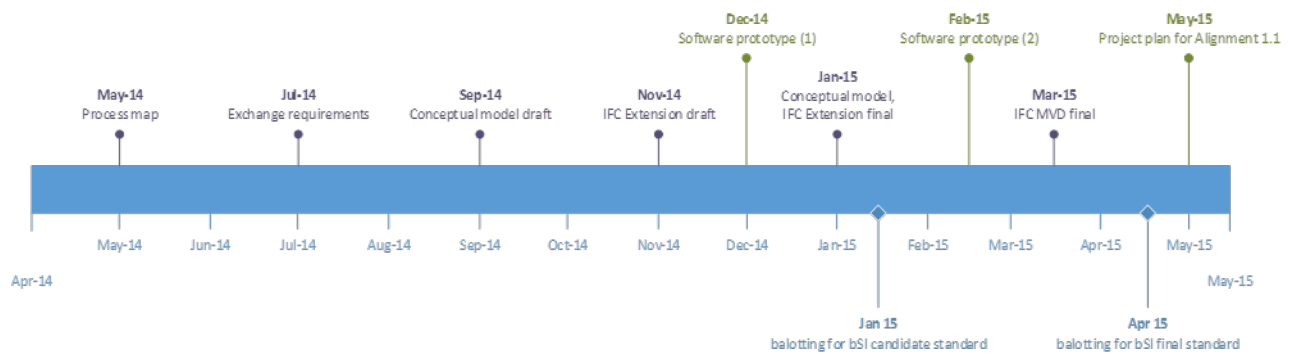 Dec-14
Software prototype (1)
Feb-15
Software prototype (2)
May-15
Project plan for Alignment 1.1
May-14
Process map
Jul-14
Exchange requirements
Sep-14
Conceptual model draft
Nov-14
IFC Extension draft
Jan-15
Conceptual model,
IFC Extension final
Mar-15
IFC MVD final
May-14
Jun-14
Jul-14
Aug-14
Sep-14
Oct-14
Nov-14
Dec-14
Jan-15
Feb-15
Mar-15
Apr-15
May-15
Apr-14
May-15
Jan 15
balotting for bSI candidate standard
Apr 15
balotting for bSI final standard